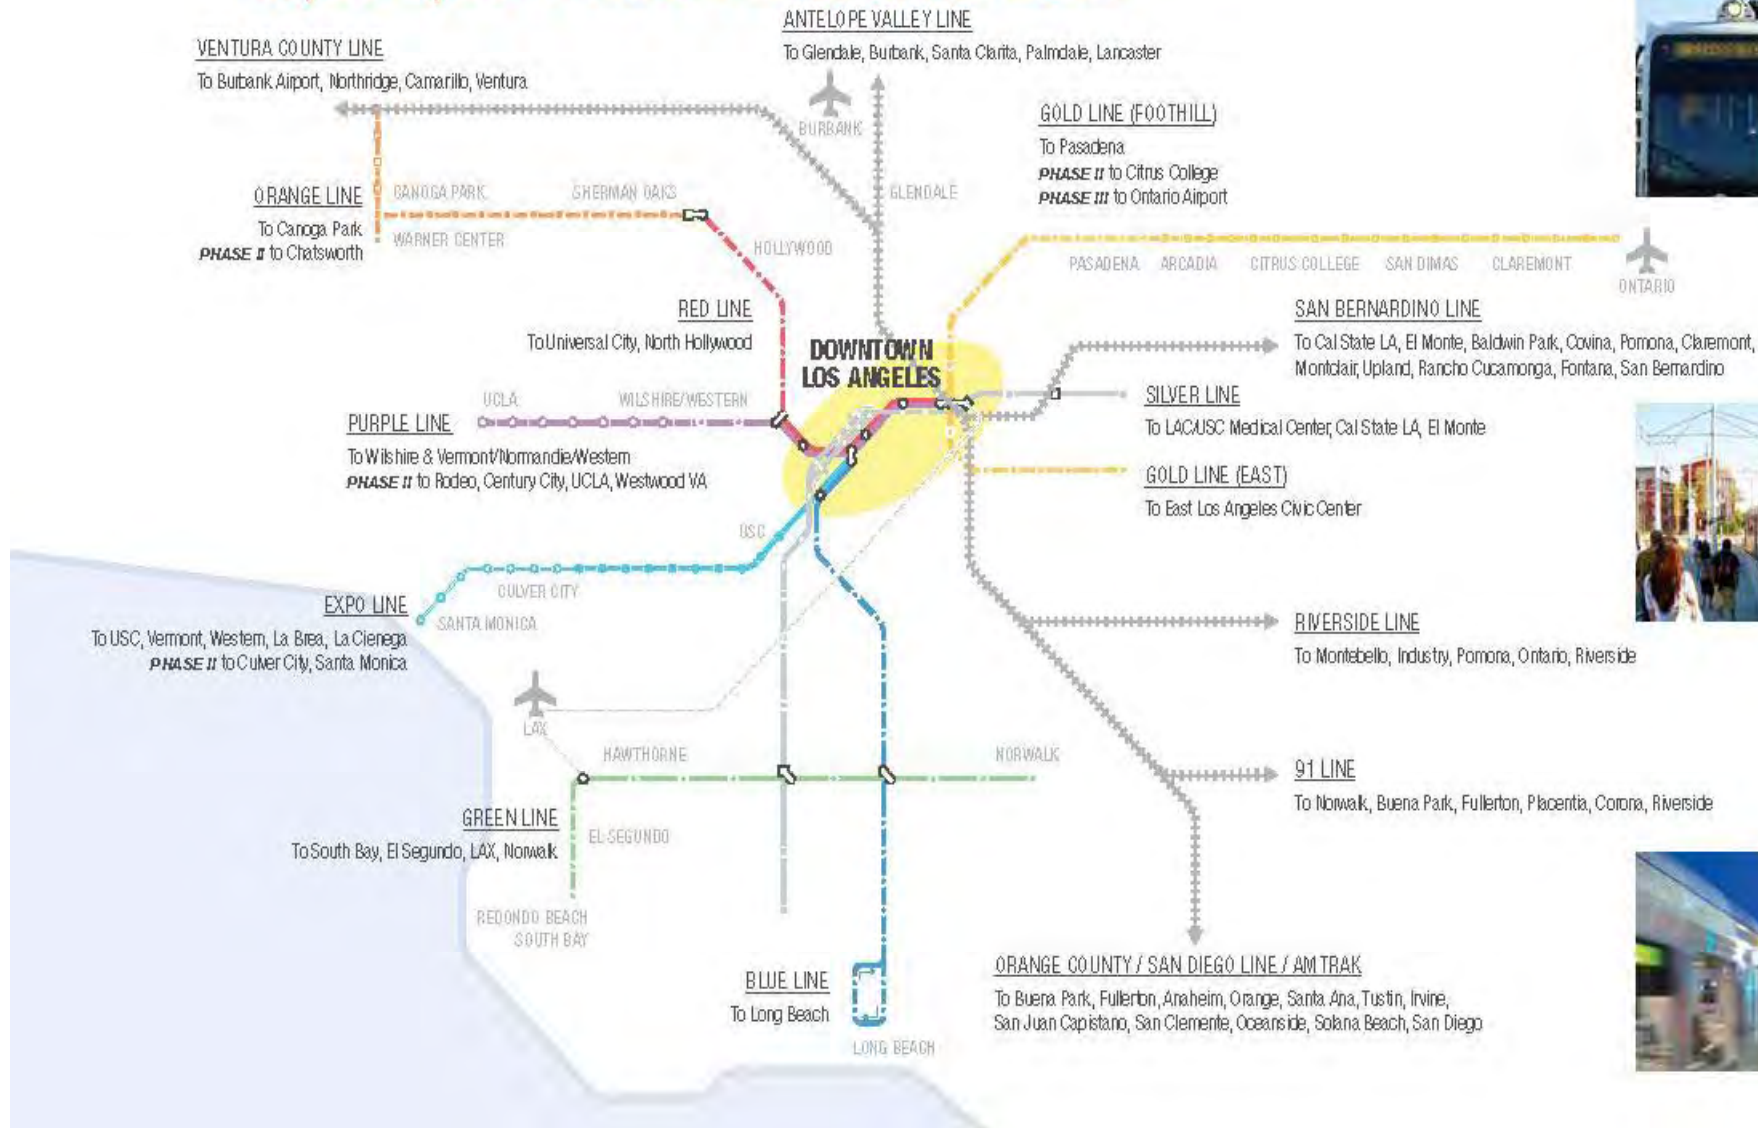 ANTELOPE VALLEY LINE
To Glendale, Burbank, Santa Clarita, Palmdale, Lancaster
VENTURA COUNTY LINE
To Burbank Airport, Northridge, Camarillo, Ventura
BURBANK
GOLD LINE (FOOTHILL)
To Pasadena
PHASE II to Citrus College
PHASE III to Ontario Airport
ORANGE LINE
To Canoga Park
PHASE II to Chatsworth
CANOGA PARK
SHERMAN OAKS
WARNER CENTER
GLENDALE
HOLLYWOOD
PASADENA
ARCADIA
CITRUS COLLEGE
SAN DIMAS
CLAREMONT
ONTARIO
RED LINE
To Universal City, North Hollywood
DOWNTOWN
LOS ANGELES
SAN BERNARDINO LINE
To Cal State LA, El Monte, Baldwin Park, Covina, Pomona, Claremont,
Montclair, Upland, Rancho Cucamonga, Fontana, San Bernardino
UCLA
WILSHIRE/WESTERN
PURPLE LINE
To Wilshire & Vermont/Normandie/Western
PHASE II to Rodeo, Century City, UCLA, Westwood VA
SILVER LINE
To LAC/USC Medical Center, Cal State LA, El Monte
GOLD LINE (EAST)
To East Los Angeles Civic Center
USC
CULVER CITY
SANTA MONICA
EXPO LINE
To USC, Vermont, Western, La Brea, La Cienega
PHASE II to Culver City, Santa Monica
RIVERSIDE LINE
To Montebello, Industry, Pomona, Ontario, Riverside
LAX
HAWTHORNE
NORWALK
91 LINE
To Norwalk, Buena Park, Fullerton, Placentia, Corona, Riverside
GREEN LINE
To South Bay, El Segundo, LAX, Norwalk
EL SEGUNDO
REDONDO BEACH
SOUTH BAY
BLUE LINE
To Long Beach
LONG BEACH
ORANGE COUNTY / SAN DIEGO LINE / AMTRAK
To Buena Park, Fullerton, Anaheim, Orange, Santa Ana, Tustin, Irvine,
San Juan Capistano, San Clemente, Oceanside, Solana Beach, San Diego